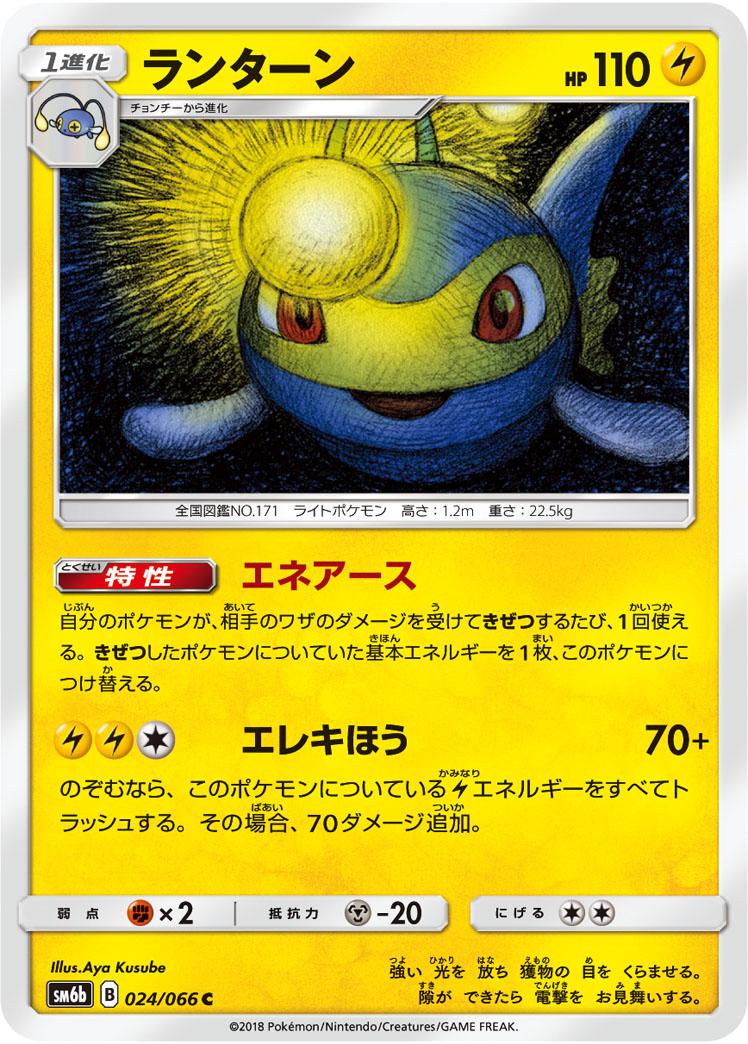 1進化 ランターン HP 110
チョンチーから進化
全国図鑑NO.171 ライトポケモン 高さ：1.2m 重さ：22.5kg
とくせい 特性 エネアース
自分のポケモンが、相手のワザのダメージを受けてきぜつするたび、1回使え
る。きぜつしたポケモンについていた基本エネルギーを1枚、このポケモンに
つけ替える。
エレキほう 70+
のぞむなら、このポケモンについているエネルギーをすべてト
ラッシュする。その場合、70ダメージ追加。
弱点 ×2 抵抗力 -20 にげる
Illus.Aya Kusube
強い 光を 放ち 獲物の 目を くらませる。
隙が できたら 電撃を お見舞いする。
SM6b B 024/066 C
©2018 Pokémon/Nintendo/Creatures/GAME FREAK.